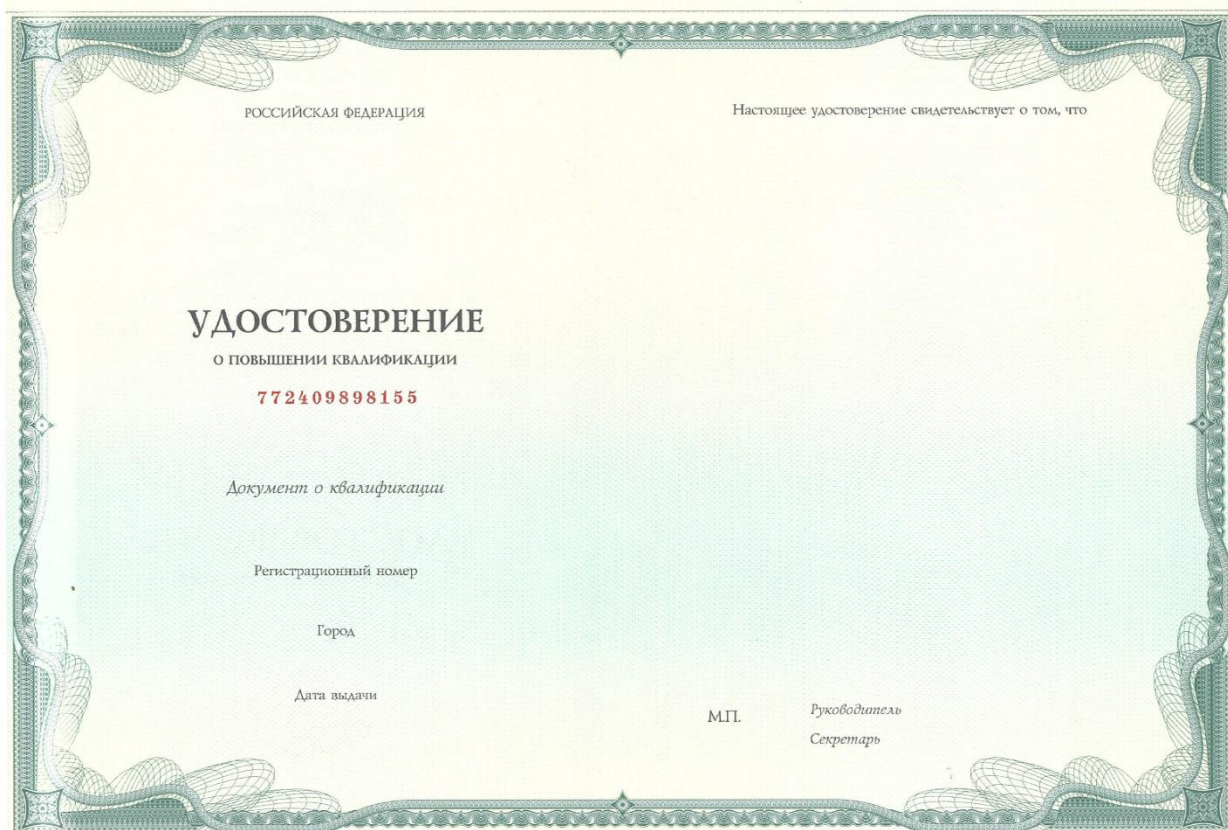 РОССИЙСКАЯ ФЕДЕРАЦИЯ
УДОСТОВЕРЕНИЕ
О ПОВЫШЕНИИ КВАЛИФИКАЦИИ
772409898155
Документ о квалификации
Регистрационный номер
Город
Дата выдачи
Настоящее удостоверение свидетельствует о том, что
М.П.
Руководитель
Секретарь